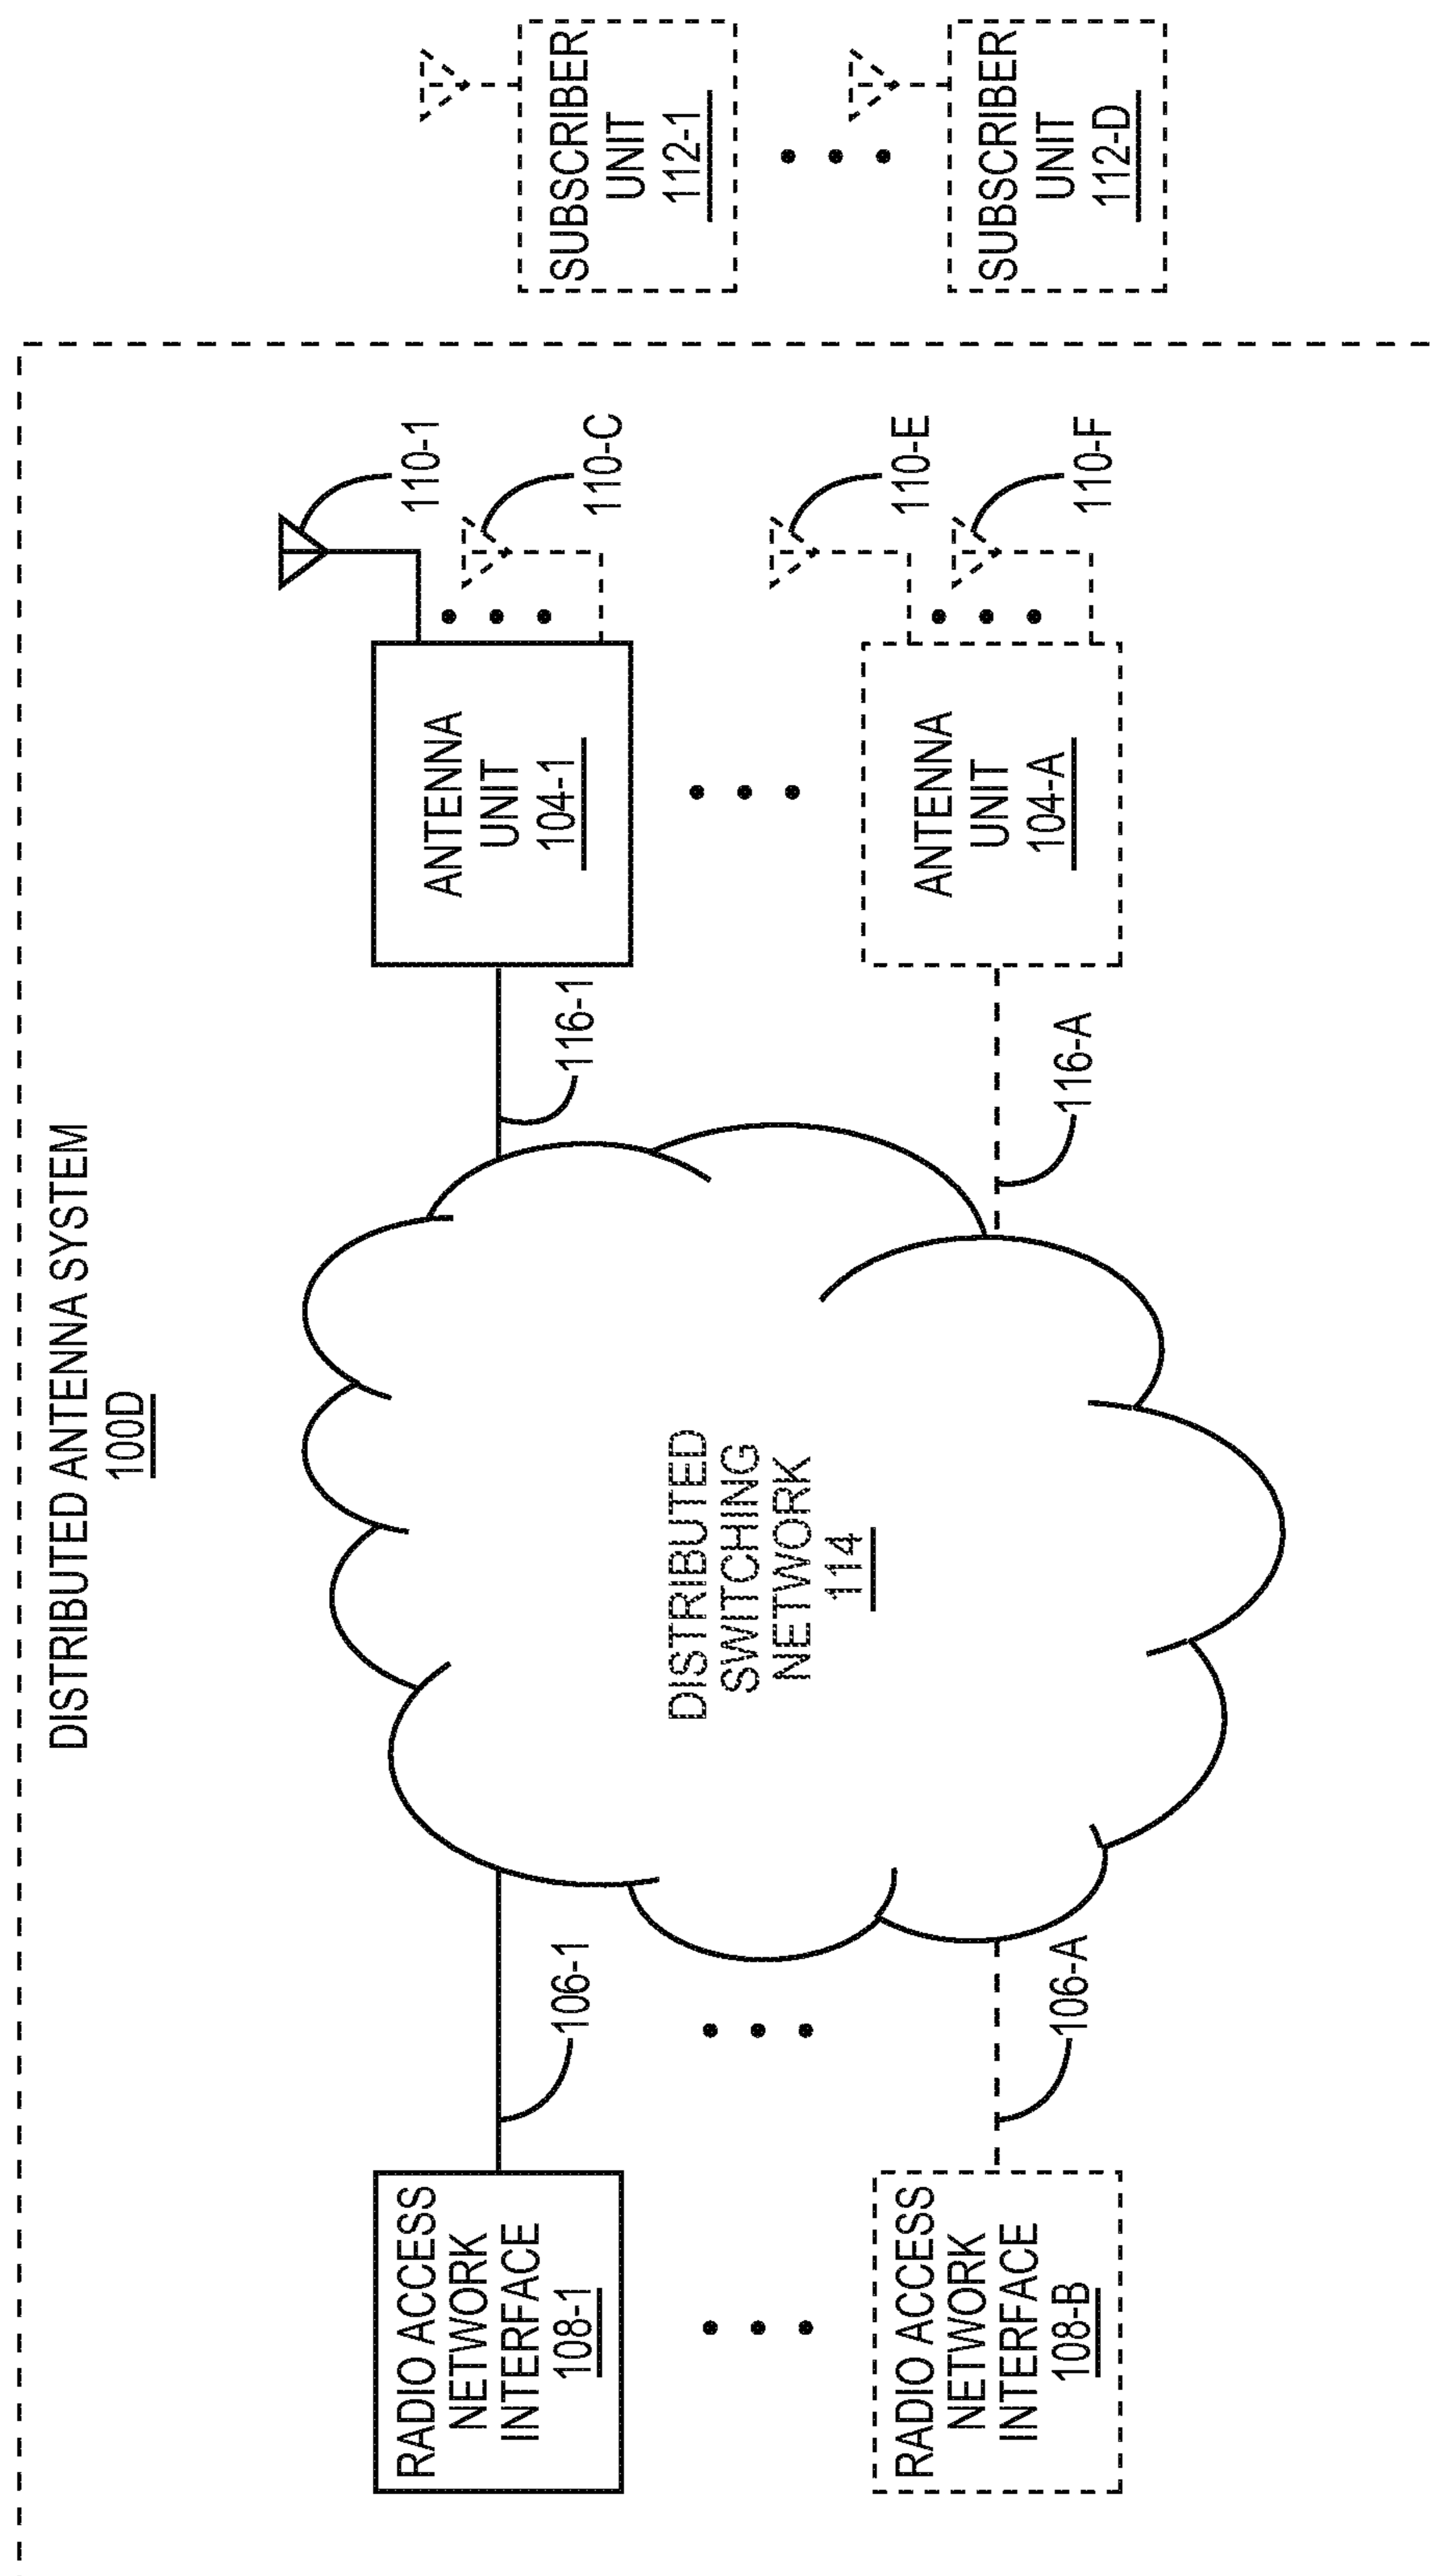 DISTRIBUTED ANTENNA SYSTEM
100D
RADIO ACCESS
NETWORK
INTERFACE
108-1
106-1
DISTRIBUTED
SWITCHING
NETWORK
114
116-1
ANTENNA
UNIT
104-1
110-1
110-C
SUBSCRIBER
UNIT
112-1
RADIO ACCESS
NETWORK
INTERFACE
108-B
106-A
116-A
ANTENNA
UNIT
104-A
110-E
110-F
SUBSCRIBER
UNIT
112-D